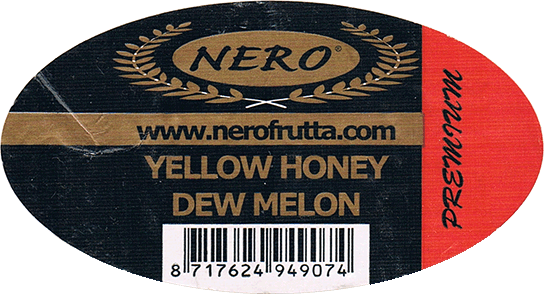 NERO®
www.nerofrutta.com
YELLOW HONEY
DEW MELON
8 717624 949074
PREMIUM